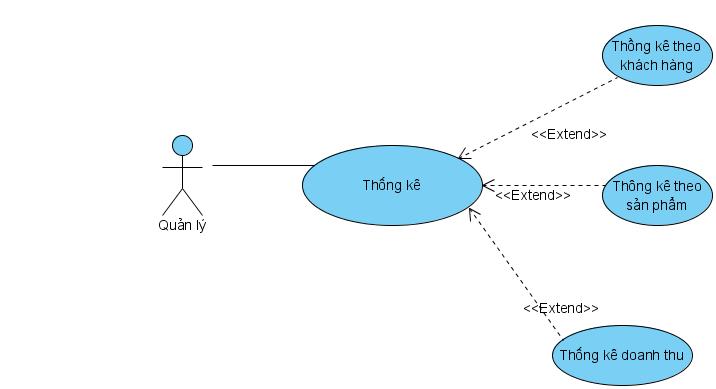 Thống kê theo
khách hàng
<<Extend>>
Thống kê
Thông kê theo
sản phẩm
<<Extend>>
Quản lý
<<Extend>>
Thống kê doanh thu